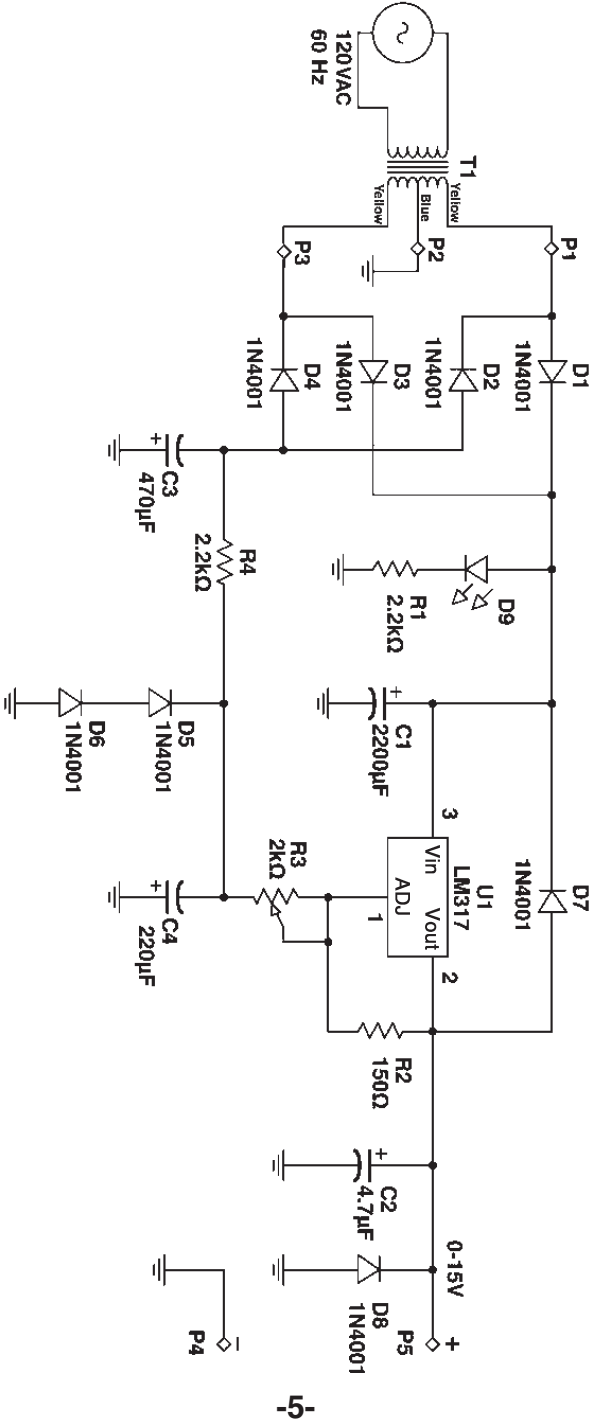 120VAC
60 Hz
T1
Yellow
Blue
Yellow
P1
P2
P3
D1
1N4001
D2
1N4001
D3
1N4001
D4
1N4001
+
C3
470µF
R4
2.2kΩ
D9
R1
2.2kΩ
D5
1N4001
D6
1N4001
+
C1
2200µF
D7
1N4001
U1
LM317
Vin
Vout
ADJ
3
2
1
R3
2kΩ
+
C4
220µF
R2
150Ω
+
C2
4.7µF
D8
1N4001
0-15V
+
P5
–
P4
-5-